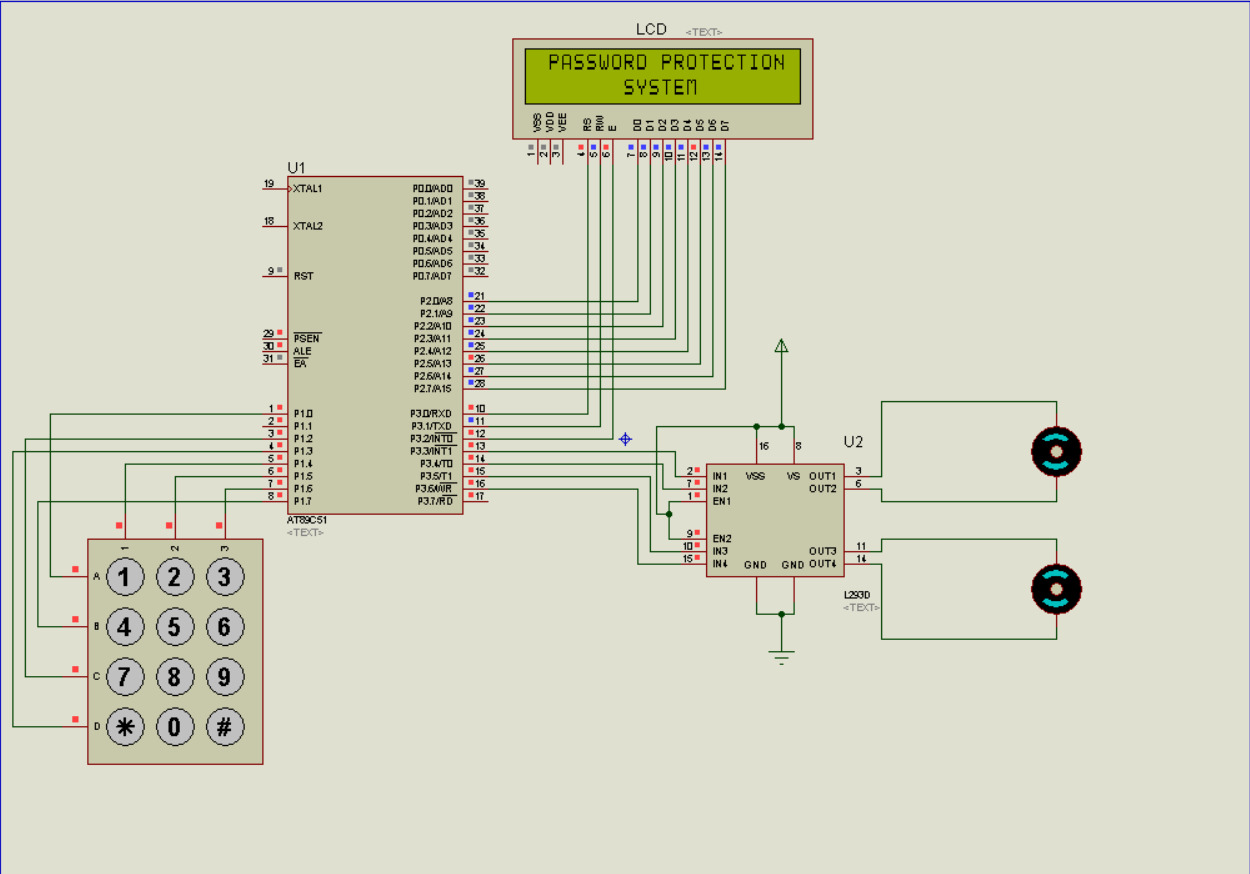 LCD <TEXT>
PASSWORD PROTECTION
SYSTEM
VSS VDD VEE RS RW E D0 D1 D2 D3 D4 D5 D6 D7
1 2 3 4 5 6 7 8 9 10 11 12 13 14
U1
19 XTAL1 P0.0/AD0 39
P0.1/AD1 38
P0.2/AD2 37
18 XTAL2 P0.3/AD3 36
P0.4/AD4 35
P0.5/AD5 34
P0.6/AD6 33
9 RST P0.7/AD7 32
P2.0/A8 21
P2.1/A9 22
P2.2/A10 23
29 PSEN P2.3/A11 24
30 ALE P2.4/A12 25
31 EA P2.5/A13 26
P2.6/A14 27
P2.7/A15 28
1 P1.0 P3.0/RXD 10
2 P1.1 P3.1/TXD 11
3 P1.2 P3.2/INT0 12
4 P1.3 P3.3/INT1 13
5 P1.4 P3.4/T0 14
6 P1.5 P3.5/T1 15
7 P1.6 P3.6/WR 16
8 P1.7 P3.7/RD 17
AT89C51
<TEXT>
U2
16 8
2 IN1 VSS VS OUT1 3
7 IN2 OUT2 6
1 EN1
9 EN2
10 IN3 OUT3 11
15 IN4 GND GND OUT4 14
L293D
<TEXT>
1 2 3
A 1 2 3
B 4 5 6
C 7 8 9
D * 0 #